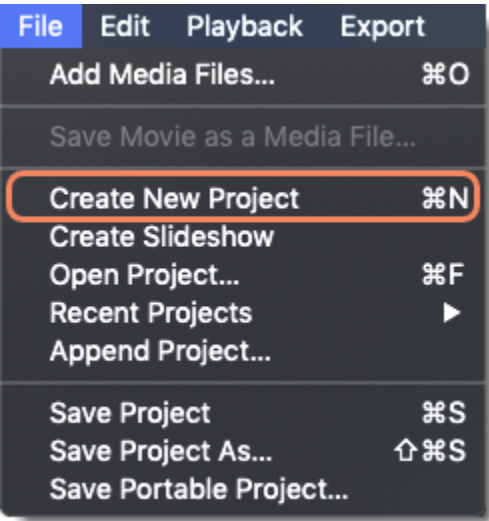 File Edit Playback Export
Add Media Files... ⌘O
Save Movie as a Media File...
Create New Project ⌘N
Create Slideshow
Open Project... ⌘F
Recent Projects ▶
Append Project...
Save Project ⌘S
Save Project As... ⇧⌘S
Save Portable Project...